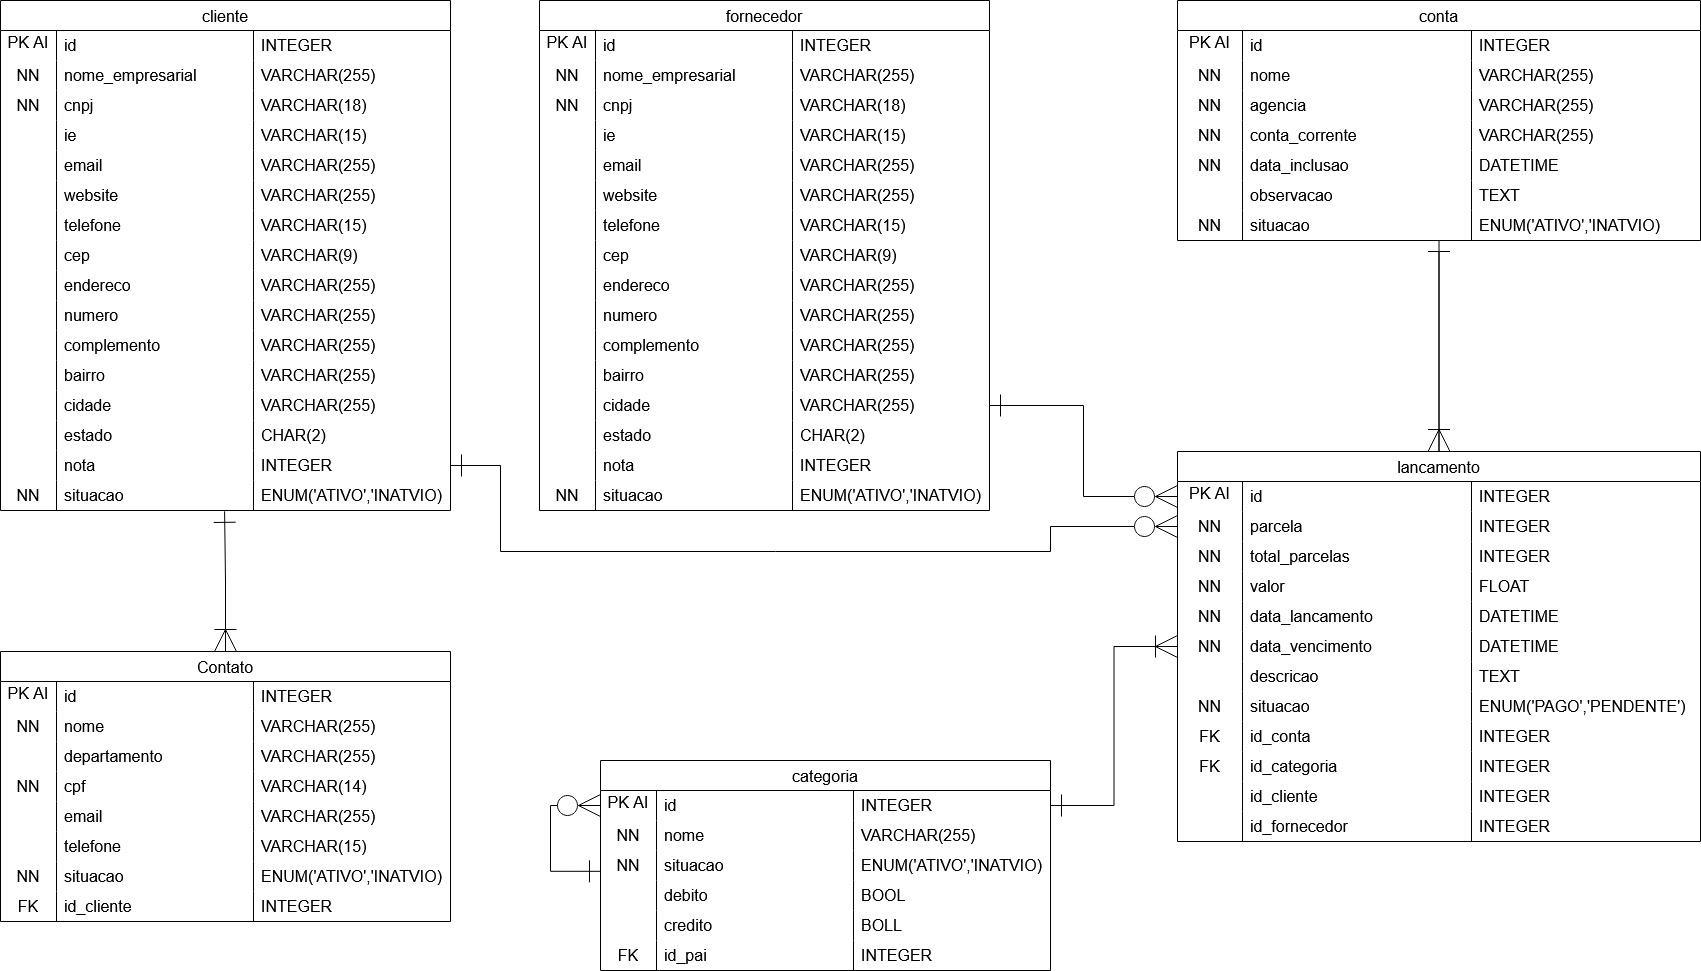 cliente
PK AI id INTEGER
NN nome_empresarial VARCHAR(255)
NN cnpj VARCHAR(18)
ie VARCHAR(15)
email VARCHAR(255)
website VARCHAR(255)
telefone VARCHAR(15)
cep VARCHAR(9)
endereco VARCHAR(255)
numero VARCHAR(255)
complemento VARCHAR(255)
bairro VARCHAR(255)
cidade VARCHAR(255)
estado CHAR(2)
nota INTEGER
NN situacao ENUM('ATIVO','INATVIO)
fornecedor
PK AI id INTEGER
NN nome_empresarial VARCHAR(255)
NN cnpj VARCHAR(18)
ie VARCHAR(15)
email VARCHAR(255)
website VARCHAR(255)
telefone VARCHAR(15)
cep VARCHAR(9)
endereco VARCHAR(255)
numero VARCHAR(255)
complemento VARCHAR(255)
bairro VARCHAR(255)
cidade VARCHAR(255)
estado CHAR(2)
nota INTEGER
NN situacao ENUM('ATIVO','INATVIO)
conta
PK AI id INTEGER
NN nome VARCHAR(255)
NN agencia VARCHAR(255)
NN conta_corrente VARCHAR(255)
NN data_inclusao DATETIME
observacao TEXT
NN situacao ENUM('ATIVO','INATVIO)
lancamento
PK AI id INTEGER
NN parcela INTEGER
NN total_parcelas INTEGER
NN valor FLOAT
NN data_lancamento DATETIME
NN data_vencimento DATETIME
descricao TEXT
NN situacao ENUM('PAGO','PENDENTE')
FK id_conta INTEGER
FK id_categoria INTEGER
id_cliente INTEGER
id_fornecedor INTEGER
Contato
PK AI id INTEGER
NN nome VARCHAR(255)
departamento VARCHAR(255)
NN cpf VARCHAR(14)
email VARCHAR(255)
telefone VARCHAR(15)
NN situacao ENUM('ATIVO','INATVIO)
FK id_cliente INTEGER
categoria
PK AI id INTEGER
NN nome VARCHAR(255)
NN situacao ENUM('ATIVO','INATVIO)
debito BOOL
credito BOLL
FK id_pai INTEGER